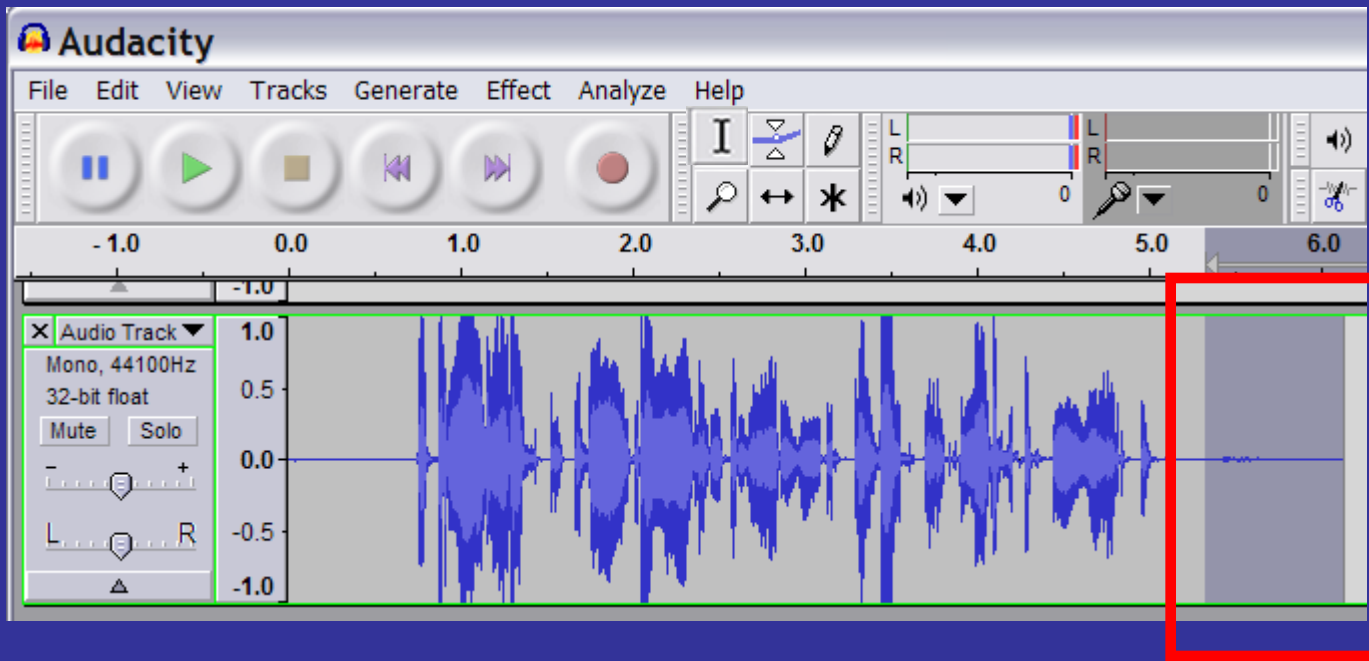 Audacity
File Edit View Tracks Generate Effect Analyze Help
L L
R R
0 0
- 1.0 0.0 1.0 2.0 3.0 4.0 5.0 6.0
-1.0
X Audio Track 1.0
Mono, 44100Hz
32-bit float 0.5
Mute Solo
- + 0.0
L R -0.5
-1.0